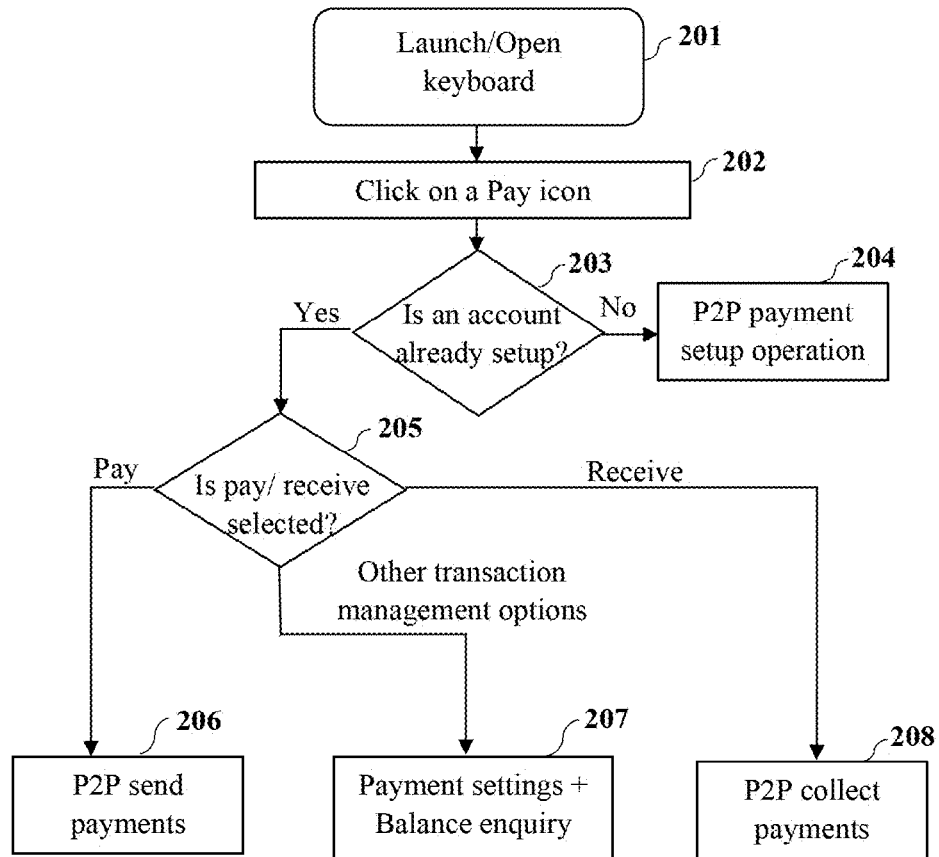 Launch/Open
keyboard
201
Click on a Pay icon
202
203
Is an account
already setup?
Yes
No
204
P2P payment
setup operation
205
Is pay/ receive
selected?
Pay
Receive
Other transaction
management options
206
P2P send
payments
207
Payment settings +
Balance enquiry
208
P2P collect
payments